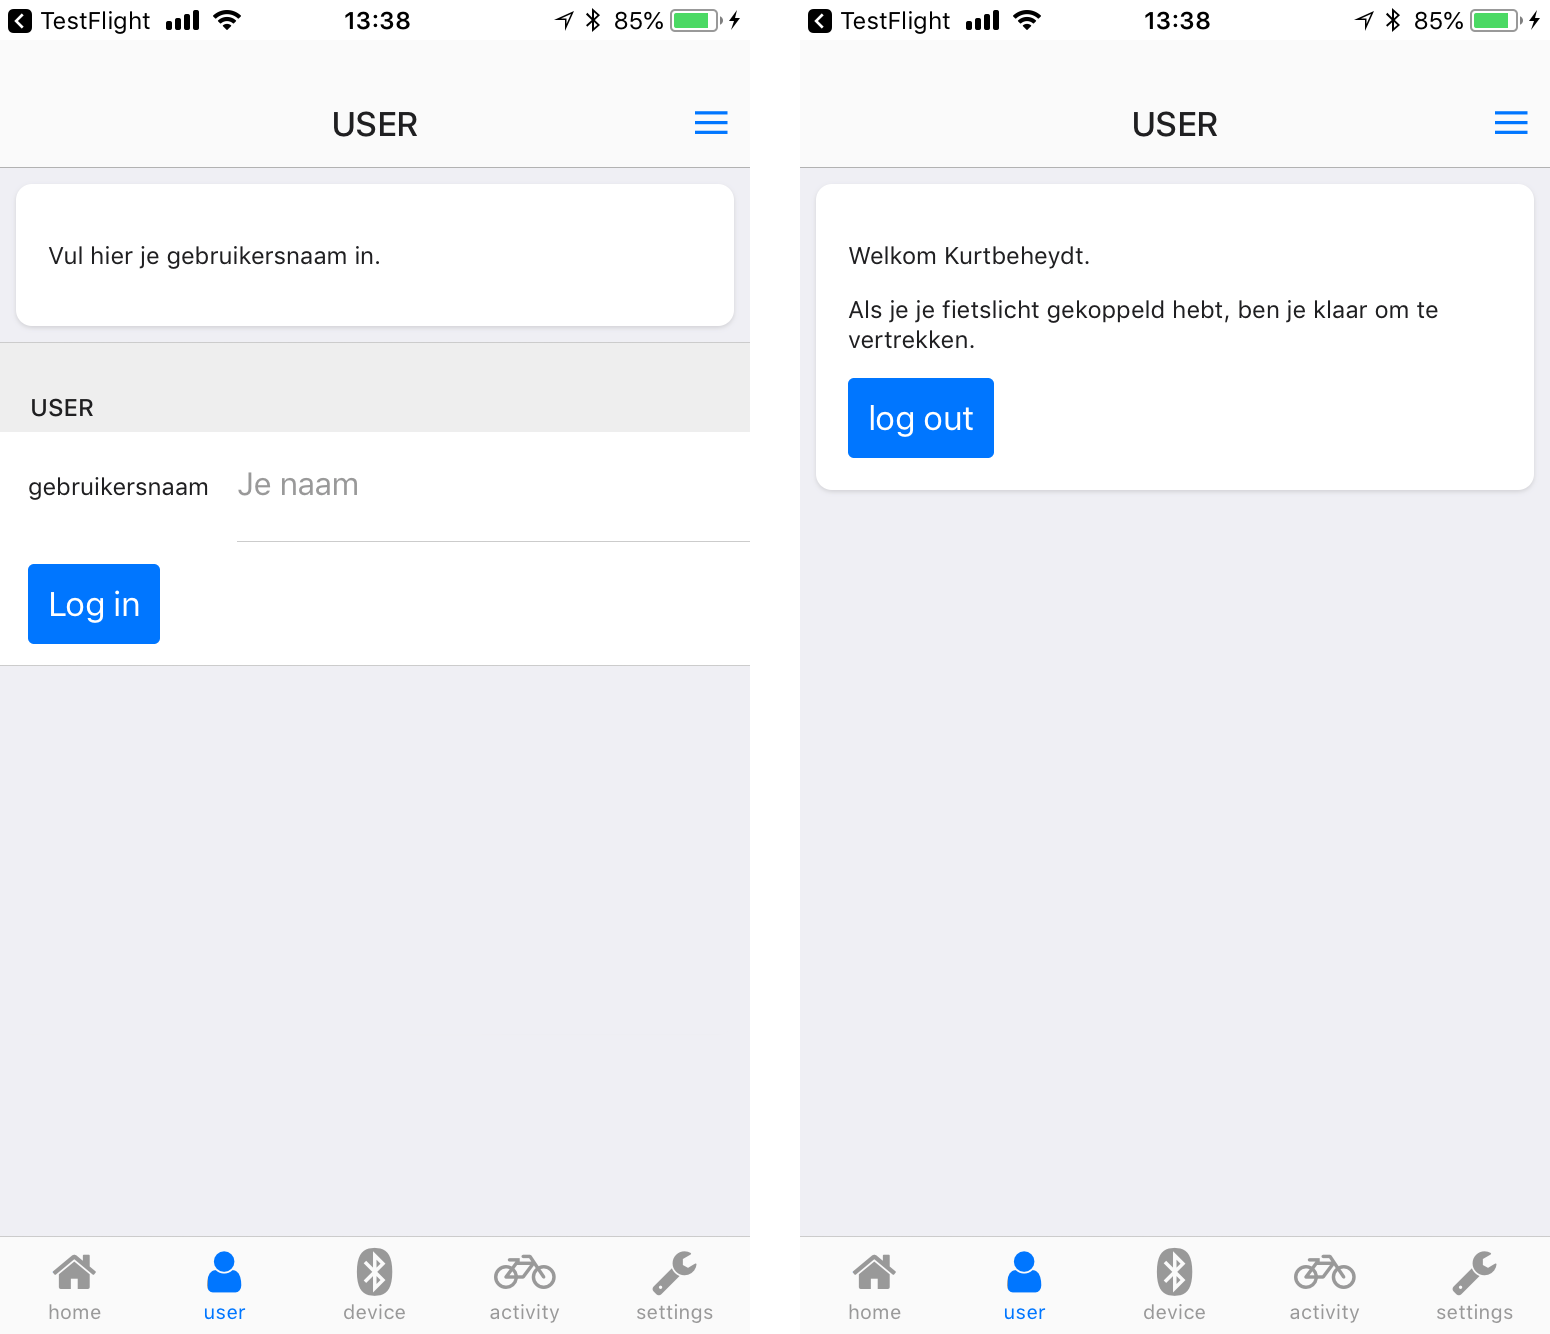 TestFlight 13:38 85%
USER
Vul hier je gebruikersnaam in.
USER
gebruikersnaam Je naam
Log in
home user device activity settings
TestFlight 13:38 85%
USER
Welkom Kurtbeheydt.
Als je je fietslicht gekoppeld hebt, ben je klaar om te
vertrekken.
log out
home user device activity settings